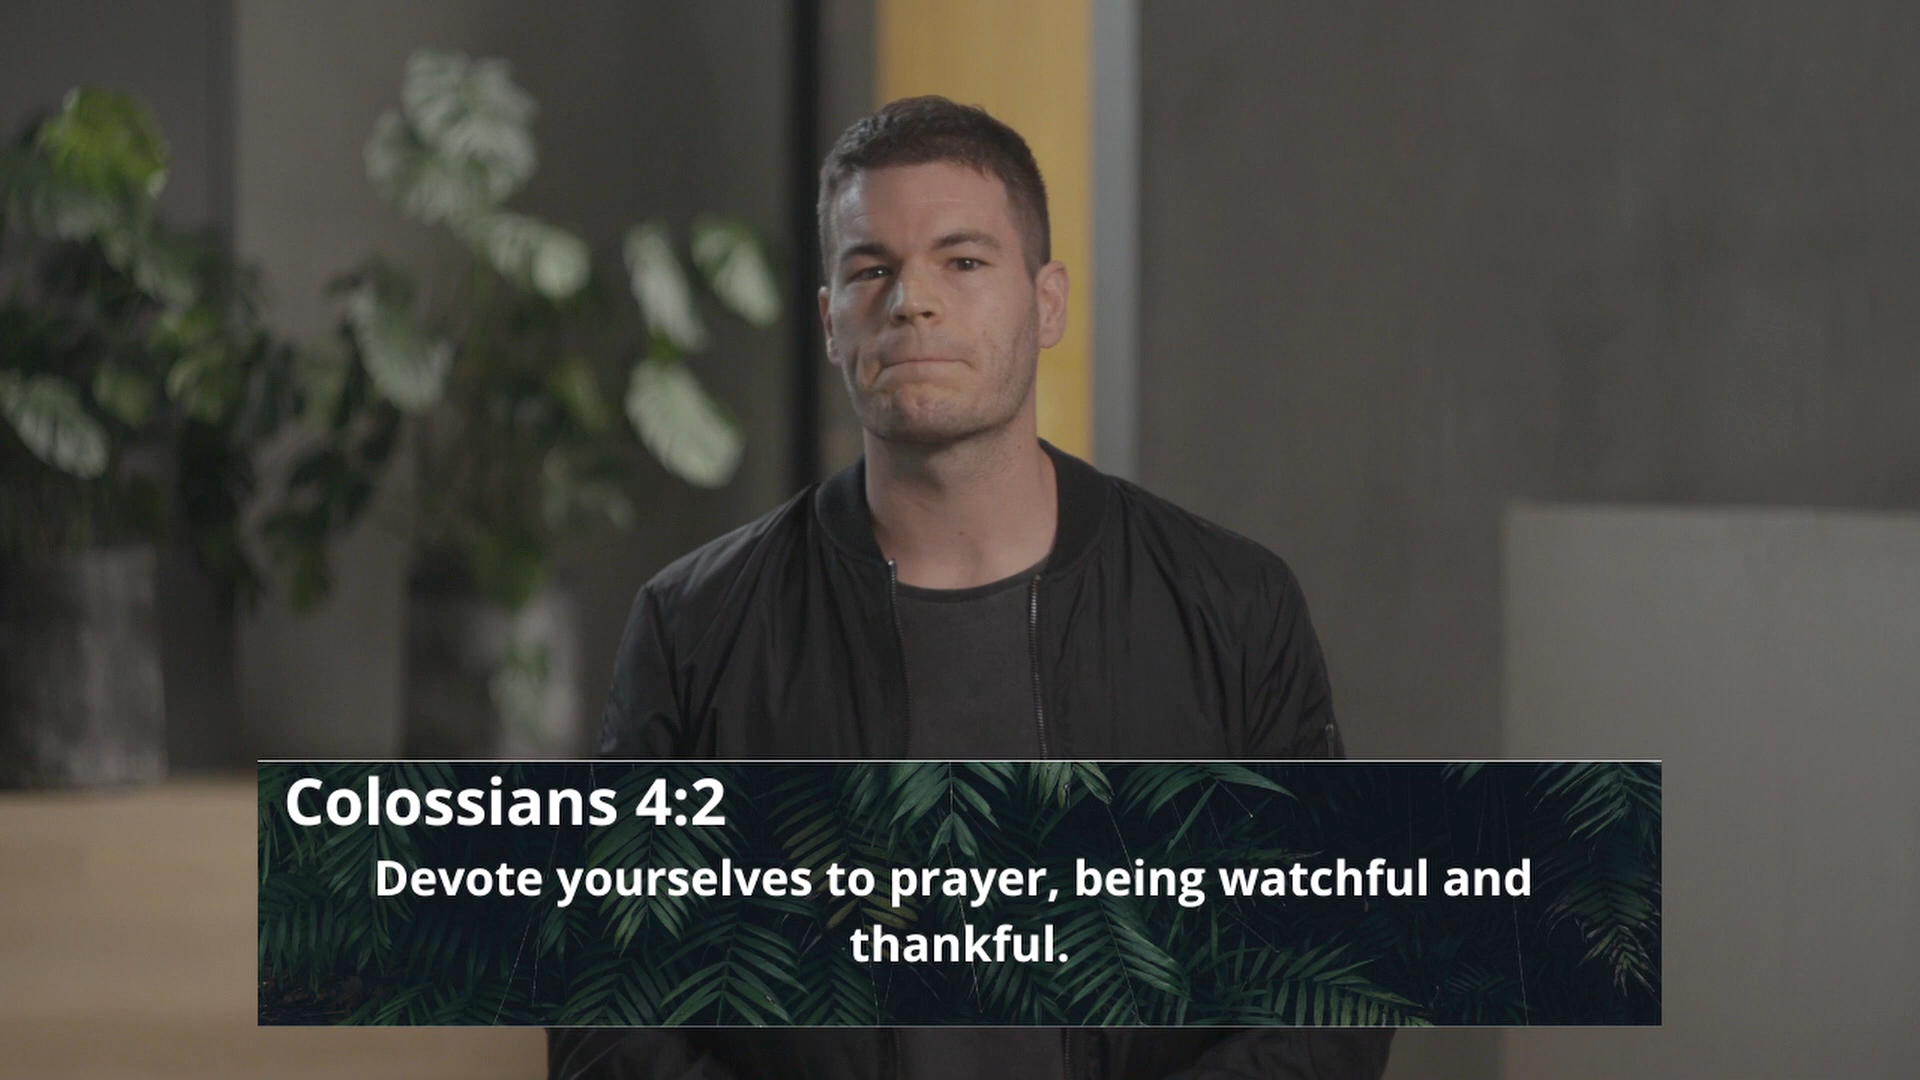 Colossians 4:2
Devote yourselves to prayer, being watchful and
thankful.